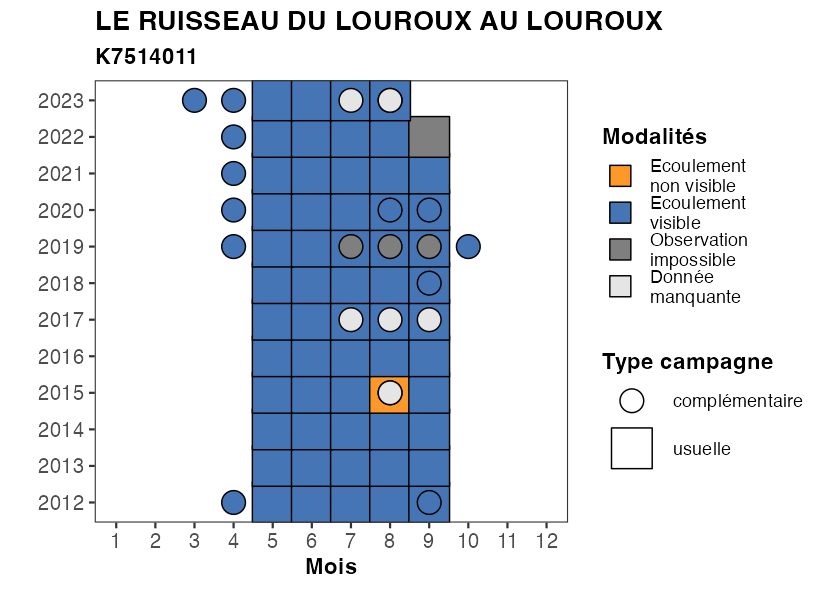 LE RUISSEAU DU LOUROUX AU LOUROUX
K7514011
2023
2022
2021
2020
2019
2018
2017
2016
2015
2014
2013
2012
1 2 3 4 5 6 7 8 9 10 11 12
Mois
Modalités
Ecoulement
non visible
Ecoulement
visible
Observation
impossible
Donnée
manquante
Type campagne
complémentaire
usuelle